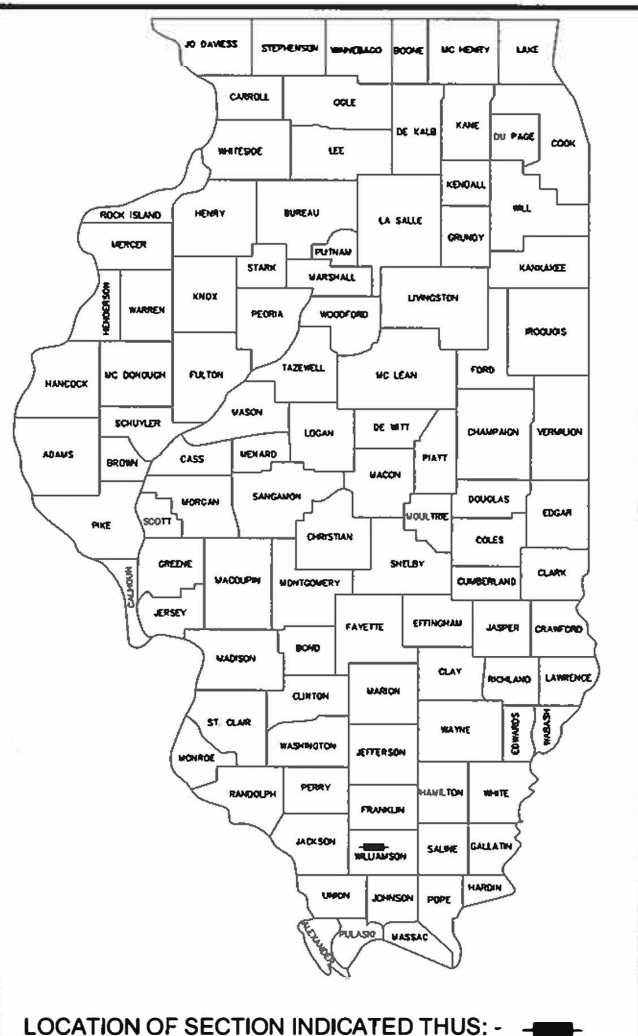 JO DAVIESS STEPHENSON WINNEBAGO BOONE MC HENRY LAKE
CARROLL OGLE DE KALB KANE DU PAGE COOK
WHITESIDE LEE
KENDALL WILL
ROCK ISLAND HENRY BUREAU LA SALLE GRUNDY
MERCER PUTNAM
STARK MARSHALL KANKAKEE
HENDERSON WARREN KNOX PEORIA WOODFORD LIVINGSTON IROQUOIS
HANCOCK MC DONOUGH FULTON TAZEWELL MC LEAN FORD
SCHUYLER MASON LOGAN DE WITT CHAMPAIGN VERMILION
ADAMS BROWN CASS MENARD MACON PIATT
PIKE SCOTT MORGAN SANGAMON CHRISTIAN MOULTRIE DOUGLAS EDGAR
COLES
CALHOUN GREENE MACOUPIN MONTGOMERY SHELBY CUMBERLAND CLARK
JERSEY FAYETTE EFFINGHAM JASPER CRAWFORD
MADISON BOND CLAY RICHLAND LAWRENCE
CLINTON MARION
ST. CLAIR WAYNE EDWARDS WABASH
MONROE WASHINGTON JEFFERSON
RANDOLPH PERRY HAMILTON WHITE
FRANKLIN
JACKSON WILLIAMSON SALINE GALLATIN
UNION JOHNSON POPE HARDIN
ALEXANDER PULASKI MASSAC
LOCATION OF SECTION INDICATED THUS: -